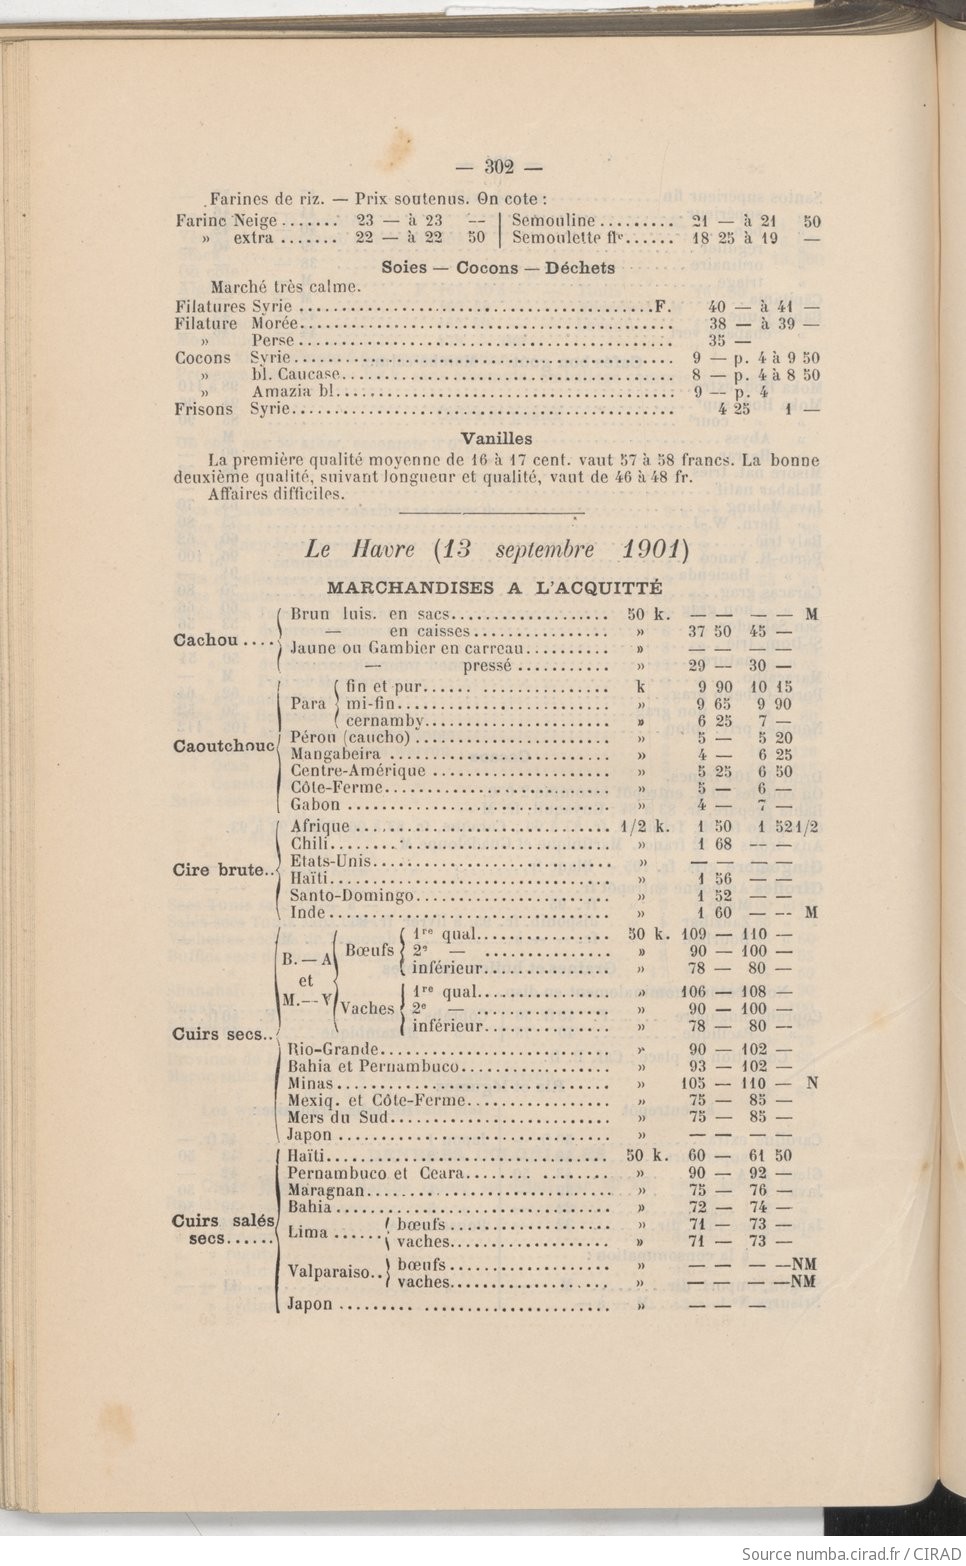 — 302 —
Farines de riz. — Prix soutenus. On cote :
Farine Neige ....... 23 — à 23 — | Semouline ......... 21 — à 21 50
» extra ....... 22 — à 22 50 | Semoulette flr ...... 18 25 à 19 —
Soies — Cocons — Déchets
Marché très calme.
Filatures Syrie ........ F. 40 — à 41 —
Filature Morée ........ 38 — à 39 —
» Perse ........ 35 —
Cocons Syrie ........ 9 — p. 4 à 9 50
» bl. Caucase ........ 8 — p. 4 à 8 50
» Amazia bl. ........ 9 — p. 4
Frisons Syrie ........ 4 25 1 —
Vanilles
La première qualité moyenne de 16 à 17 cent. vaut 57 à 58 francs. La bonne
deuxième qualité, suivant longueur et qualité, vaut de 46 à 48 fr.
Affaires difficiles.
Le Havre (13 septembre 1901)
MARCHANDISES A L'ACQUITTÉ
Brun luis. en sacs ........ 50 k. — — — — M
— en caisses ........ » 37 50 45 —
Cachou ....
Jaune ou Gambier en carreau ........ » — — — —
— pressé ........ » 29 — 30 —
fin et pur ........ k 9 90 10 15
Para mi-fin ........ » 9 65 9 90
cernamby ........ » 6 25 7 —
Pérou (caucho) ........ » 5 — 5 20
Caoutchouc
Mangabeira ........ » 4 — 6 25
Centre-Amérique ........ » 5 25 6 50
Côte-Ferme ........ » 5 — 6 —
Gabon ........ » 4 — 7 —
Afrique ........ 1/2 k. 1 50 1 52 1/2
Chili ........ » 1 68 — —
Etats-Unis ........ » — — — —
Cire brute..
Haïti ........ » 1 56 — —
Santo-Domingo ........ » 1 52 — —
Inde ........ » 1 60 — — M
1re qual. ........ 50 k. 109 — 110 —
B. — A Bœufs 2e — ........ » 90 — 100 —
inférieur ........ » 78 — 80 —
et
1re qual. ........ » 106 — 108 —
M. — V Vaches 2e — ........ » 90 — 100 —
inférieur ........ » 78 — 80 —
Cuirs secs..
Rio-Grande ........ » 90 — 102 —
Bahia et Pernambuco ........ » 93 — 102 —
Minas ........ » 105 — 110 — N
Mexiq. et Côte-Ferme ........ » 75 — 85 —
Mers du Sud ........ » 75 — 85 —
Japon ........ » — — — —
Haïti ........ 50 k. 60 — 61 50
Pernambuco et Ceara ........ » 90 — 92 —
Maragnan ........ » 75 — 76 —
Bahia ........ » 72 — 74 —
Cuirs salés
secs ......
Lima ...... bœufs ........ » 71 — 73 —
vaches ........ » 71 — 73 —
Valparaiso.. bœufs ........ » — — — — NM
vaches ........ » — — — — NM
Japon ........ » — — —
Source numba.cirad.fr / CIRAD